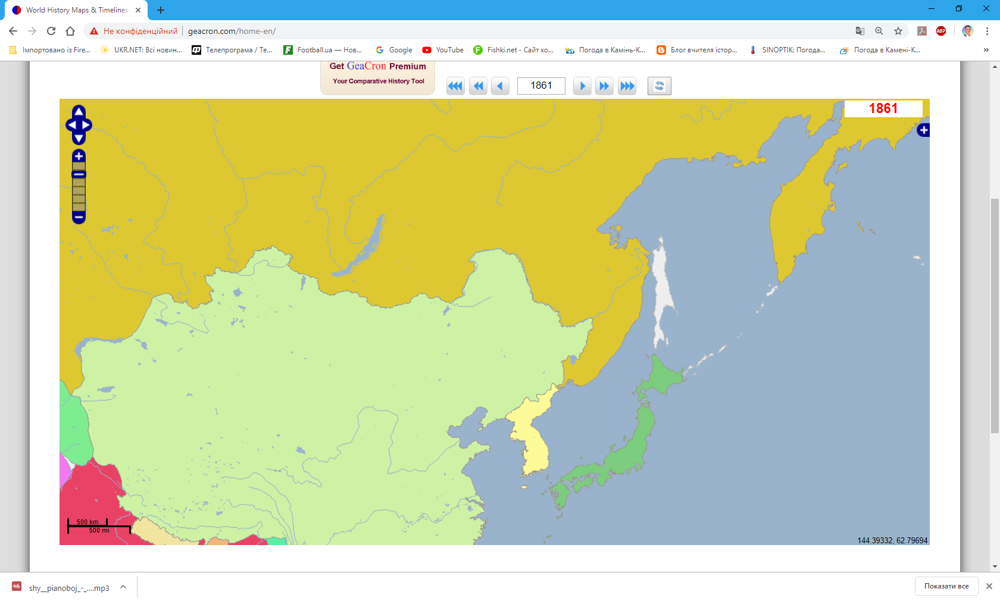 World History Maps & Timelines
Не конфіденційний
geacron.com/home-en/
Імпортовано із Fire...
UKR.NET: Всі новин...
Телепрограма / Те...
Football.ua — Нов...
Google
YouTube
Fishki.net - Сайт хо...
Погода в Камінь-К...
Блог вчителя істор...
SINOPTIK: Погода...
Погода в Камені-К...
»
ABP
Get GeaCron Premium
Your Comparative History Tool
1861
1861
500 km
500 mi
144.39332, 62.79694
shy__pianoboj_-_....mp3
Показати все